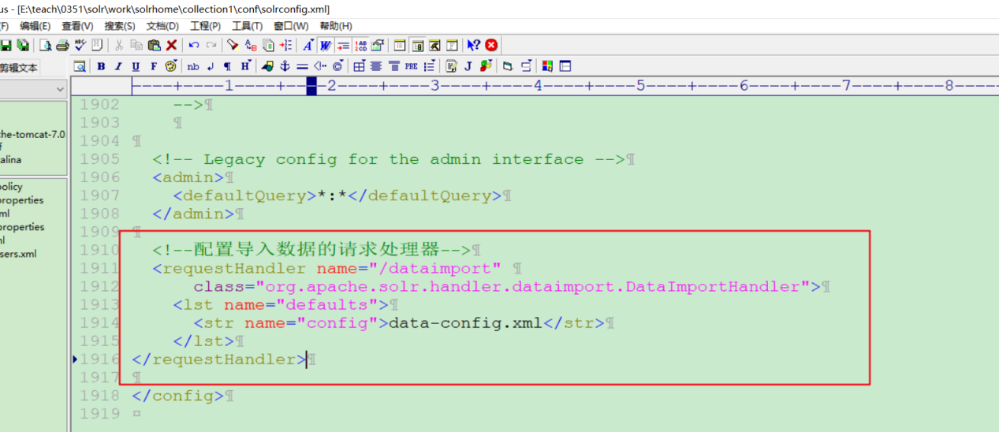 us - [E:\teach\0351\solr\work\solrhome\collection1\conf\solrconfig.xml]
(F) 编辑(E) 查看(V) 搜索(S) 文档(D) 工程(P) 工具(T) 窗口(W) 帮助(H)
剪辑文本 B I U F nb ¶ H PRE J
----+----1----+----2----+----3----+----4----+----5----+----6----+----7----+----8----
che-tomcat-7.0
f
talina
policy
properties
ml
properties
ml
sers.xml
1902 -->¶
1903 ¶
1904 ¶
1905 <!-- Legacy config for the admin interface -->¶
1906 <admin>¶
1907 <defaultQuery>*:*</defaultQuery>¶
1908 </admin>¶
1909 ¶
1910 <!--配置导入数据的请求处理器-->¶
1911 <requestHandler name="/dataimport" ¶
1912 class="org.apache.solr.handler.dataimport.DataImportHandler">¶
1913 <lst name="defaults">¶
1914 <str name="config">data-config.xml</str>¶
1915 </lst>¶
1916 </requestHandler>¶
1917 ¶
1918 </config>¶
1919 ¤